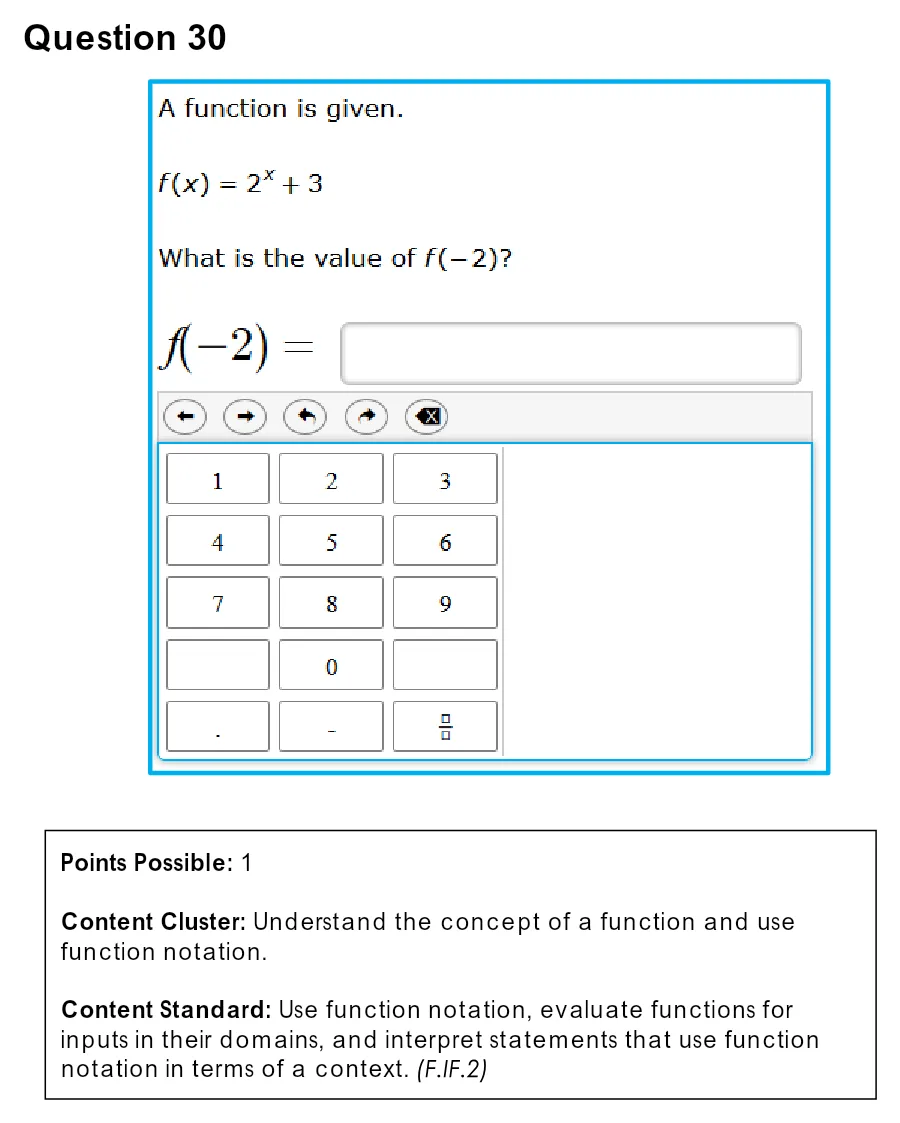 Question 30
A function is given.
f(x) = 2ˣ + 3
What is the value of f(−2)?
f(−2) =
1 2 3
4 5 6
7 8 9
0
. -
Points Possible: 1
Content Cluster: Understand the concept of a function and use
function notation.
Content Standard: Use function notation, evaluate functions for
inputs in their domains, and interpret statements that use function
notation in terms of a context. (F.IF.2)